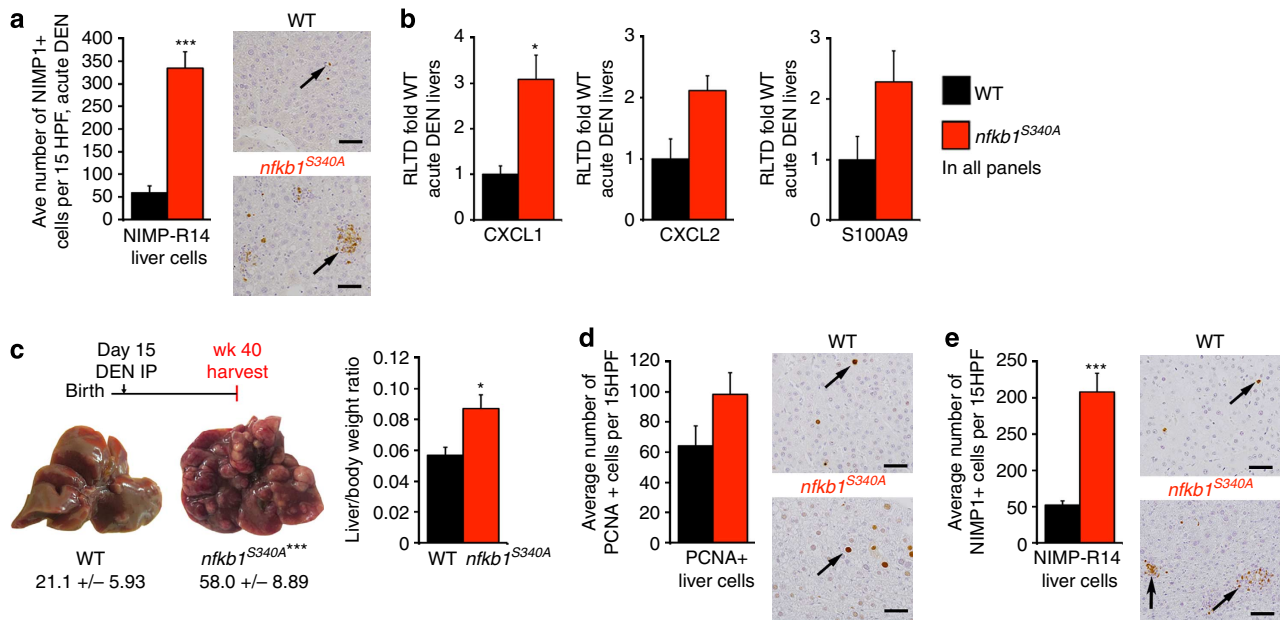 a
Ave number of NIMP1+
cells per 15 HPF, acute DEN
400
350
300
250
200
150
100
50
0
***
NIMP-R14
liver cells
WT
nfkb1S340A
b
RLTD fold WT
acute DEN livers
4
3
2
1
0
*
CXCL1
RLTD fold WT
acute DEN livers
3
2
1
0
CXCL2
RLTD fold WT
acute DEN livers
3
2
1
0
S100A9
WT
nfkb1S340A
In all panels
c
Day 15
DEN IP
wk 40
harvest
Birth
WT
21.1 +/– 5.93
nfkb1S340A***
58.0 +/– 8.89
Liver/body weight ratio
0.12
0.10
0.08
0.06
0.04
0.02
0
*
WT nfkb1S340A
d
Average number of
PCNA + cells per 15HPF
120
100
80
60
40
20
0
PCNA+
liver cells
WT
nfkb1S340A
e
Average number of
NIMP1+ cells per 15HPF
250
200
250
200
50
0
***
NIMP-R14
liver cells
WT
nfkb1S340A